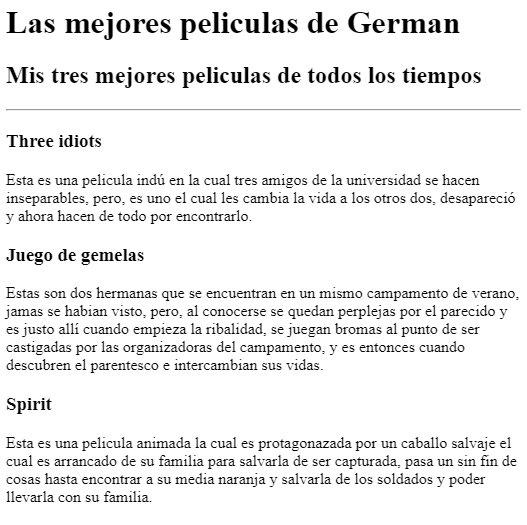 Las mejores peliculas de German
Mis tres mejores peliculas de todos los tiempos
Three idiots
Esta es una pelicula indú en la cual tres amigos de la universidad se hacen
inseparables, pero, es uno el cual les cambia la vida a los otros dos, desapareció
y ahora hacen de todo por encontrarlo.
Juego de gemelas
Estas son dos hermanas que se encuentran en un mismo campamento de verano,
jamas se habian visto, pero, al conocerse se quedan perplejas por el parecido y
es justo allí cuando empieza la ribalidad, se juegan bromas al punto de ser
castigadas por las organizadoras del campamento, y es entonces cuando
descubren el parentesco e intercambian sus vidas.
Spirit
Esta es una pelicula animada la cual es protagonazada por un caballo salvaje el
cual es arrancado de su familia para salvarla de ser capturada, pasa un sin fin de
cosas hasta encontrar a su media naranja y salvarla de los soldados y poder
llevarla con su familia.